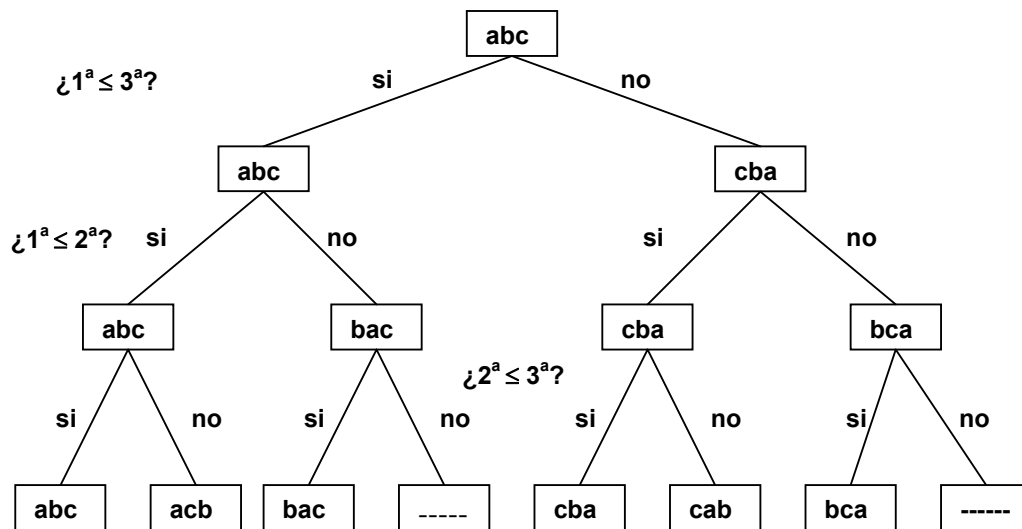 abc
¿1ª ≤ 3ª? si no
abc cba
¿1ª ≤ 2ª? si no si no
abc bac cba bca
¿2ª ≤ 3ª?
si no si no si no si no
abc acb bac ----- cba cab bca ------